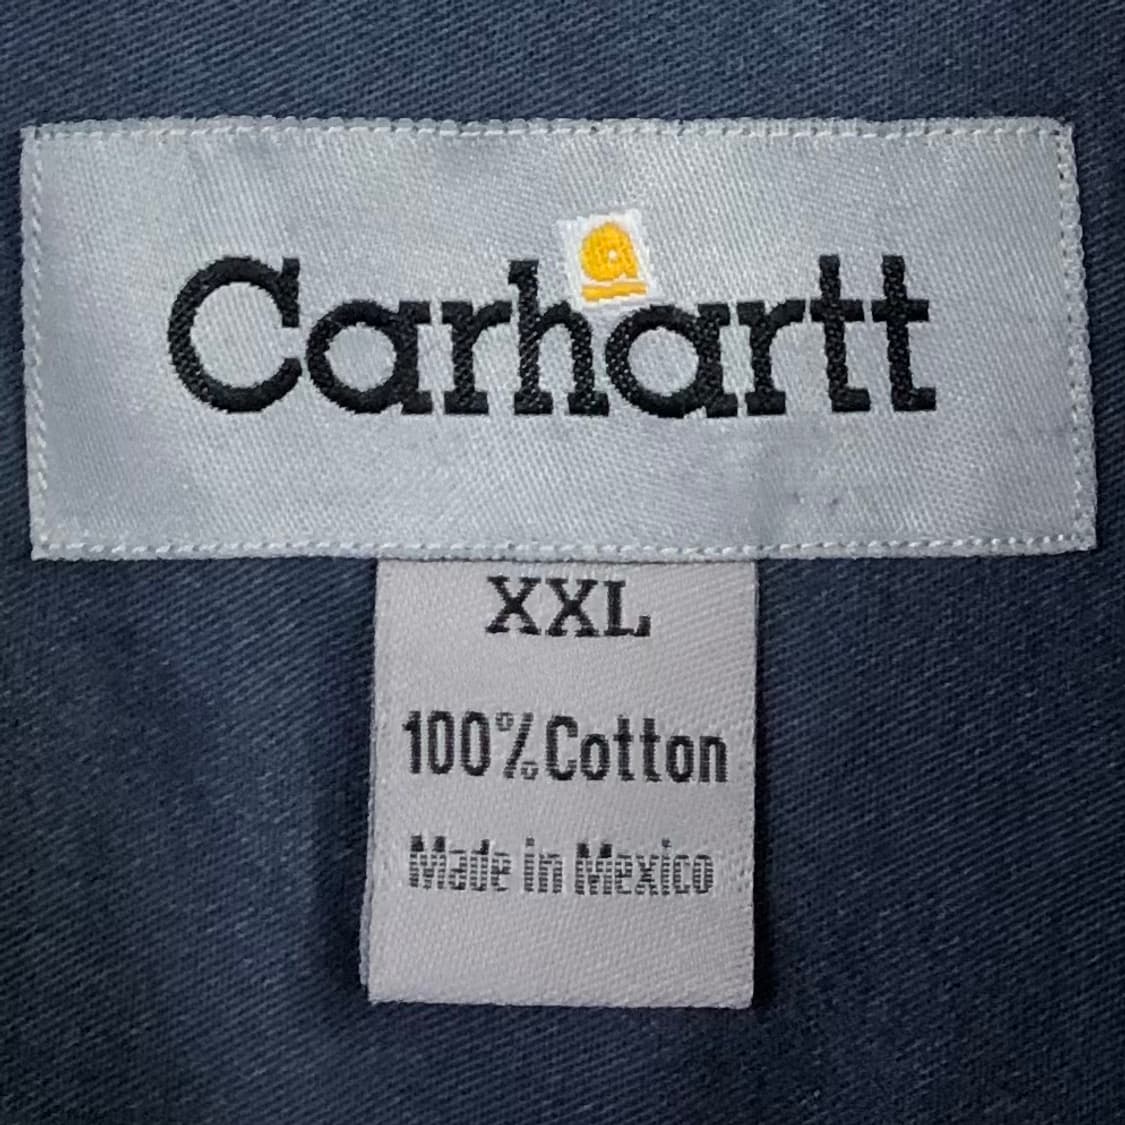 Carhartt
XXL
100% Cotton
Made in Mexico